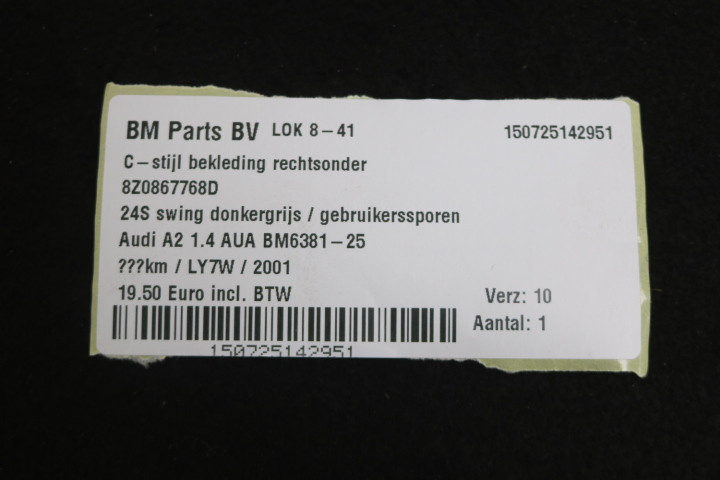 BM Parts BV LOK 8-41 150725142951
C-stijl bekleding rechtsonder
8Z0867768D
24S swing donkergrijs / gebruikerssporen
Audi A2 1.4 AUA BM6381-25
???km / LY7W / 2001
19.50 Euro incl. BTW
Verz: 10
Aantal: 1
150725142951